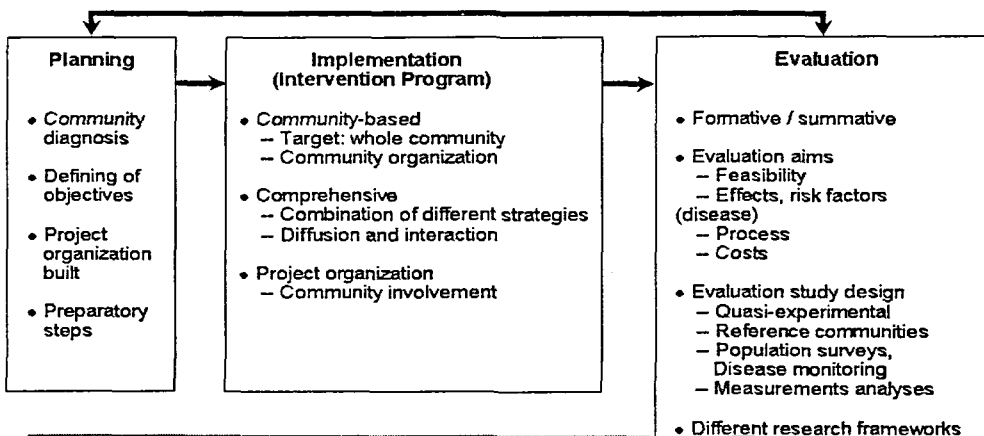 Planning
• Community
diagnosis
• Defining of
objectives
• Project
organization
built
• Preparatory
steps
Implementation
(Intervention Program)
• Community-based
– Target: whole community
– Community organization
• Comprehensive
– Combination of different strategies
– Diffusion and interaction
• Project organization
– Community involvement
Evaluation
• Formative / summative
• Evaluation aims
– Feasibility
– Effects, risk factors
(disease)
– Process
– Costs
• Evaluation study design
– Quasi-experimental
– Reference communities
– Population surveys,
Disease monitoring
– Measurements analyses
• Different research frameworks